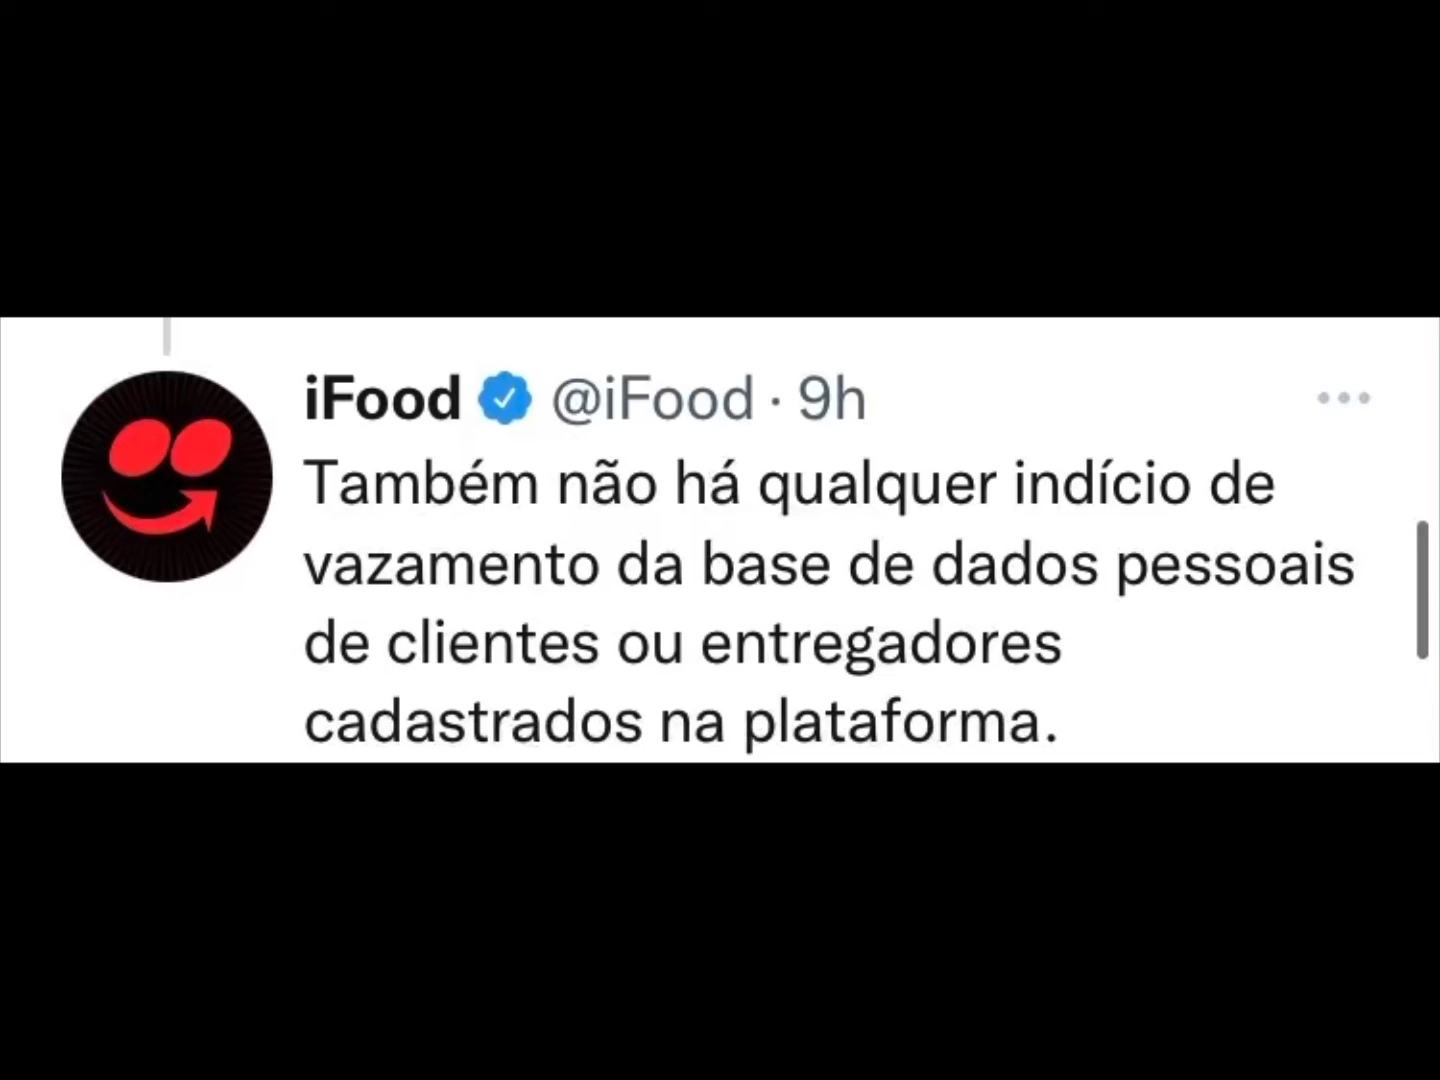 iFood @iFood · 9h
Também não há qualquer indício de
vazamento da base de dados pessoais
de clientes ou entregadores
cadastrados na plataforma.